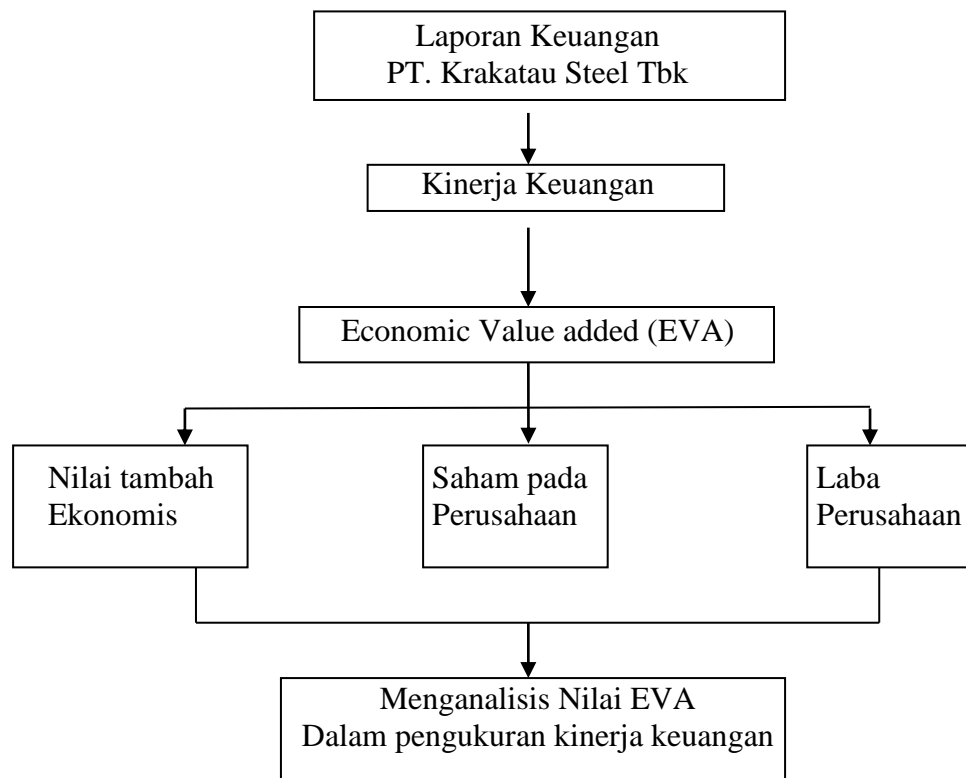 Laporan Keuangan
PT. Krakatau Steel Tbk
Kinerja Keuangan
Economic Value added (EVA)
Nilai tambah
Ekonomis
Saham pada
Perusahaan
Laba
Perusahaan
Menganalisis Nilai EVA
Dalam pengukuran kinerja keuangan